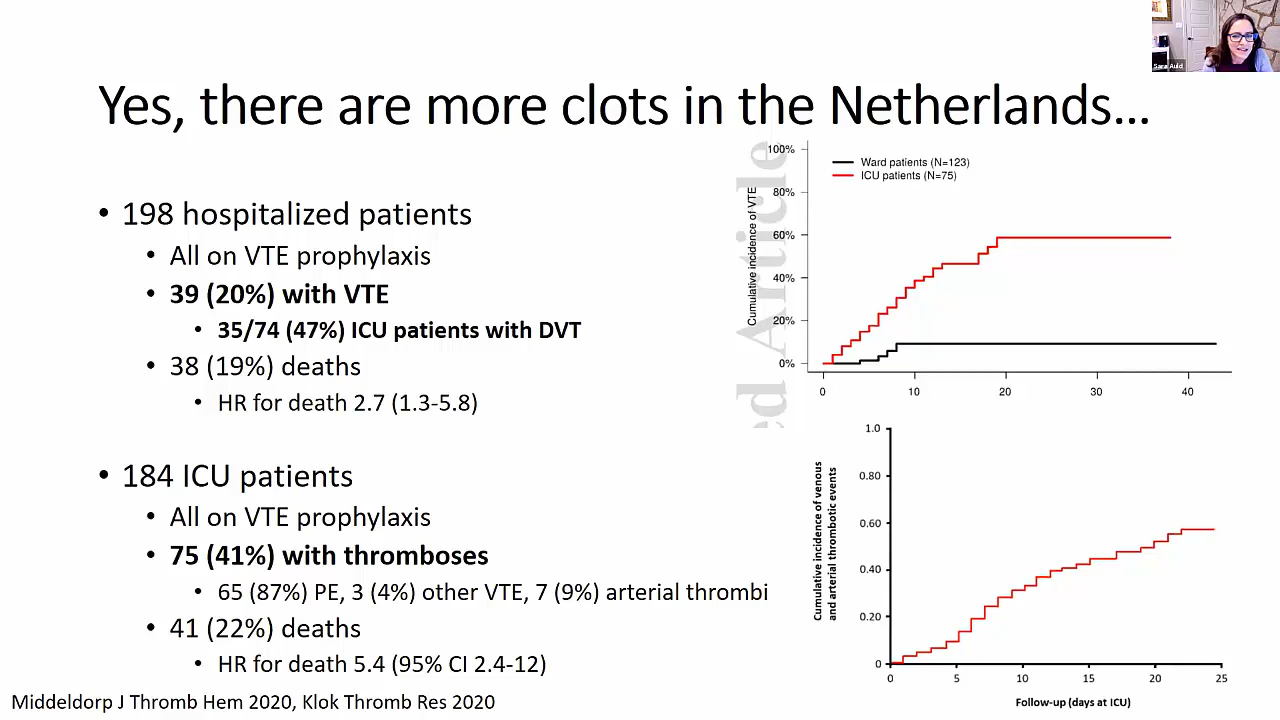 Sara Auld
Yes, there are more clots in the Netherlands...
• 198 hospitalized patients
• All on VTE prophylaxis
• 39 (20%) with VTE
• 35/74 (47%) ICU patients with DVT
• 38 (19%) deaths
• HR for death 2.7 (1.3-5.8)
• 184 ICU patients
• All on VTE prophylaxis
• 75 (41%) with thromboses
• 65 (87%) PE, 3 (4%) other VTE, 7 (9%) arterial thrombi
• 41 (22%) deaths
• HR for death 5.4 (95% CI 2.4-12)
Middeldorp J Thromb Hem 2020, Klok Thromb Res 2020
ed Article
Cumulative incidence of VTE
100%
80%
60%
40%
20%
0%
Ward patients (N=123)
ICU patients (N=75)
0 10 20 30 40
Cumulative incidence of venous
and arterial thrombotic events
1.0
0.80
0.60
0.40
0.20
0
0 5 10 15 20 25
Follow-up (days at ICU)